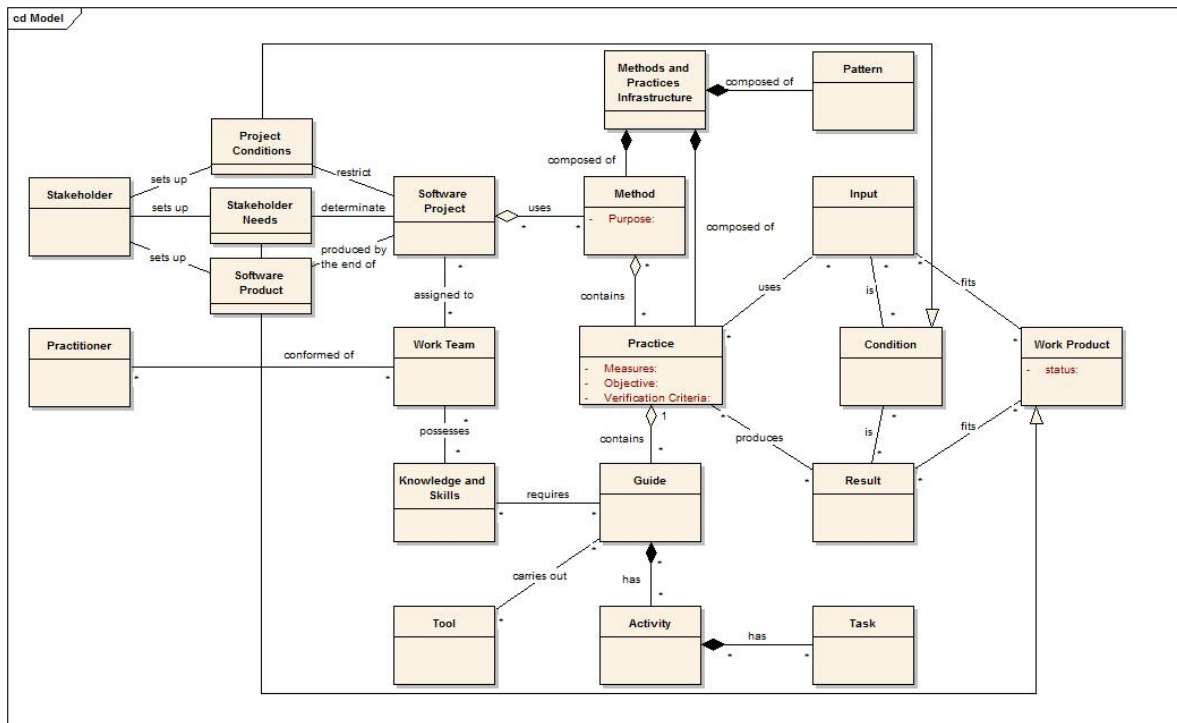 cd Model
Methods and
Practices
Infrastructure
composed of
Pattern
Project
Conditions
sets up
restrict
composed of
Stakeholder
sets up
Stakeholder
Needs
determinate
Software
Project
uses
*
*
Method
- Purpose:
composed of
Input
sets up
Software
Product
produced by
the end of
*
*
*
*
*
*
contains
uses
is
fits
assigned to
*
*
*
*
*
Practitioner
*
conformed of
*
Work Team
Practice
- Measures:
- Objective:
- Verification Criteria:
Condition
Work Product
- status:
*
*
1
*
*
possesses
contains
produces
is
fits
*
*
*
*
*
Knowledge and
Skills
*
requires
*
Guide
Result
*
carries out
*
*
has
*
Tool
Activity
*
has
*
Task